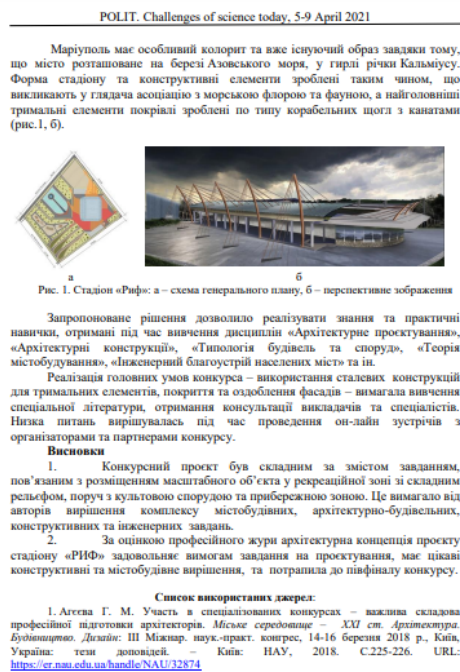 POLIT. Challenges of science today, 5-9 April 2021
Маріуполь має особливий колорит та вже існуючий образ завдяки тому,
що місто розташоване на березі Азовського моря, у гирлі річки Кальміусу.
Форма стадіону та конструктивні елементи зроблені таким чином, що
викликають у глядача асоціацію з морською флорою та фауною, а найголовніші
тримальні елементи покрівлі зроблені по типу корабельних щогл з канатами
(рис.1, б).
а
б
Рис. 1. Стадіон «Риф»: а – схема генерального плану, б – перспективне зображення
Запропоноване рішення дозволило реалізувати знання та практичні
навички, отримані під час вивчення дисциплін «Архітектурне проєктування»,
«Архітектурні конструкції», «Типологія будівель та споруд», «Теорія
містобудування», «Інженерний благоустрій населених міст» та ін.
Реалізація головних умов конкурса – використання сталевих конструкцій
для тримальних елементів, покриття та оздоблення фасадів – вимагала вивчення
спеціальної літератури, отримання консультації викладачів та спеціалістів.
Низка питань вирішувалась під час проведення он-лайн зустрічів з
організаторами та партнерами конкурсу.
Висновки
1. Конкурсний проєкт був складним за змістом завданням,
пов'язаним з розміщенням масштабного об'єкта у рекреаційної зоні зі складним
рельєфом, поруч з культовою спорудою та прибережною зоною. Це вимагало від
авторів вирішення комплексу містобудівних, архітектурно-будівельних,
конструктивних та інженерних завдань.
2. За оцінкою професійного жури архітектурна концепція проєкту
стадіону «РИФ» задовольняє вимогам завдання на проєктування, має цікаві
конструктивні та містобудівне вирішення, та потрапила до півфіналу конкурсу.
Список використаних джерел:
1. Агєєва Г. М. Участь в спеціалізованих конкурсах – важлива складова
професійної підготовки архітекторів. Міське середовище – XXI ст. Архітектура.
Будівництво. Дизайн: III Міжнар. наук.-практ. конгрес, 14-16 березня 2018 р., Київ,
Україна: тези доповідей. – Київ: НАУ, 2018. С.225-226. URL:
https://er.nau.edu.ua/handle/NAU/32874